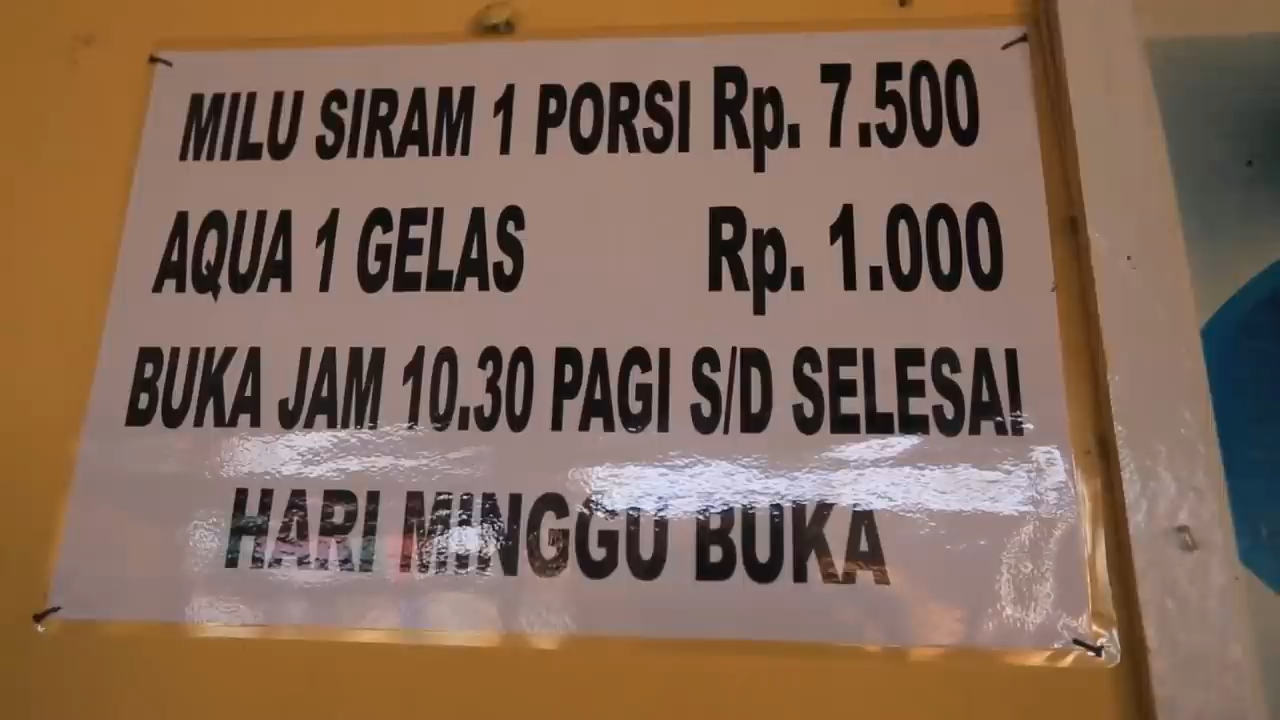 MILU SIRAM 1 PORSI Rp. 7.500
AQUA 1 GELAS Rp. 1.000
BUKA JAM 10.30 PAGI S/D SELESAI
HARI MINGGU BUKA